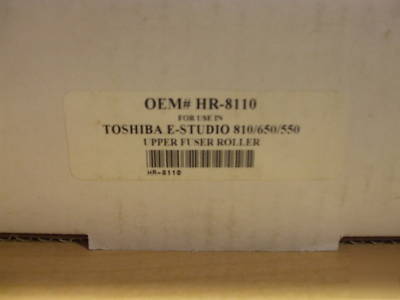 OEM# HR-8110
FOR USE IN
TOSHIBA E-STUDIO 810/650/550
UPPER FUSER ROLLER
HR-8110